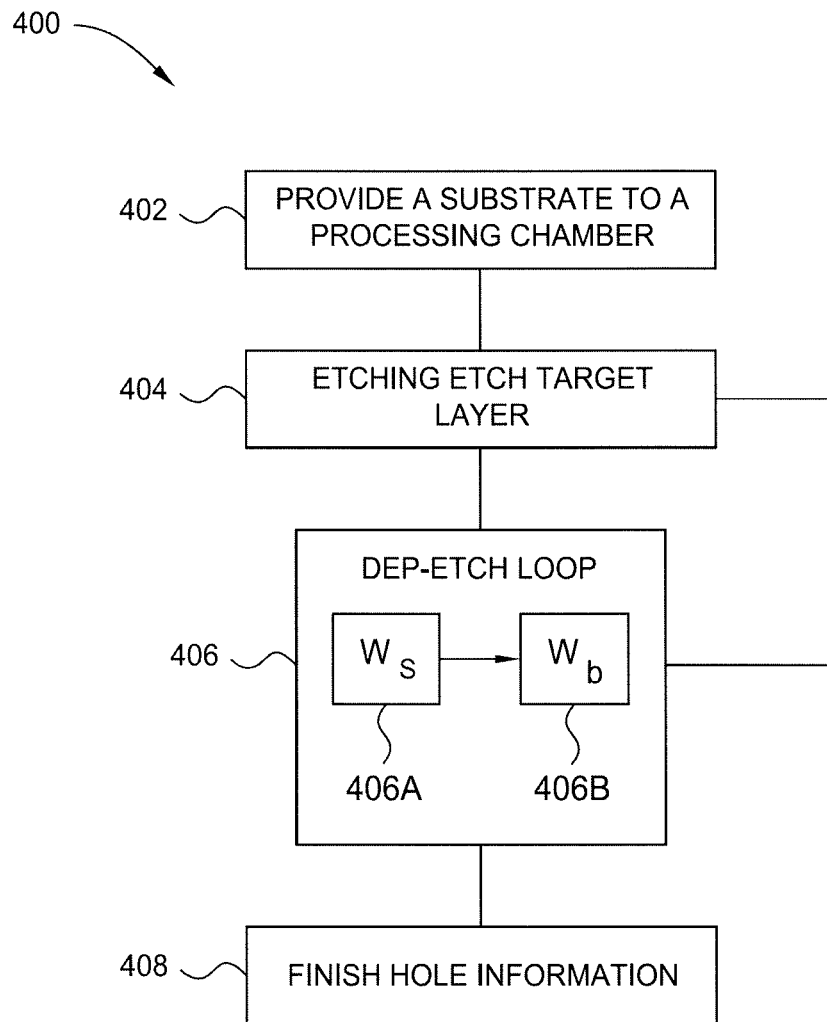 400
402
PROVIDE A SUBSTRATE TO A
PROCESSING CHAMBER
404
ETCHING ETCH TARGET
LAYER
DEP-ETCH LOOP
406
W S
W b
406A
406B
408
FINISH HOLE INFORMATION